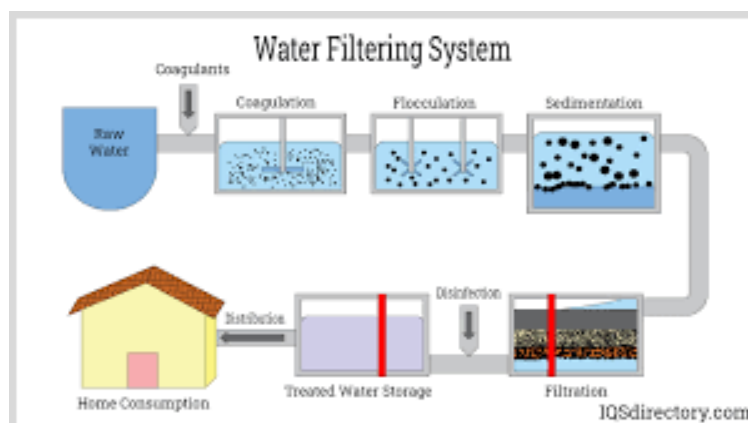 Water Filtering System
Coagulants
Coagulation
Flocculation
Sedimentation
Raw
Water
Disinfection
Distribution
Home Consumption
Treated Water Storage
Filtration
IQSdirectory.com